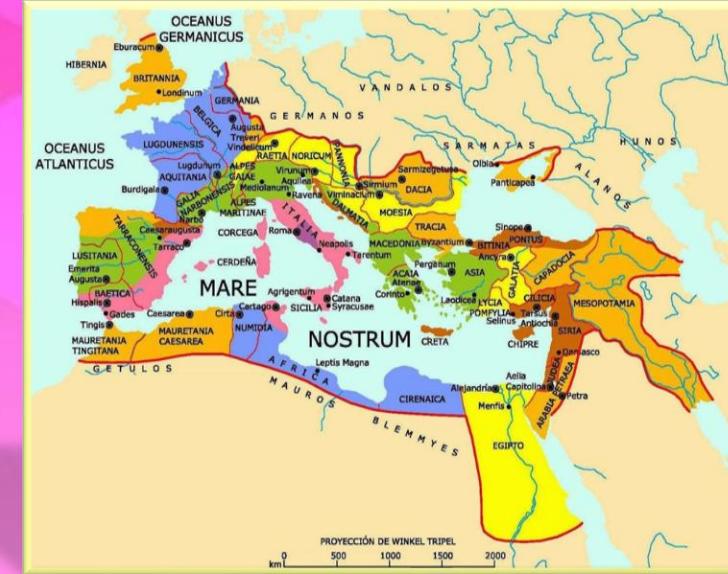 OCEANUS
GERMANICUS
Eburacum
HIBERNIA
BRITANNIA
Londinum
VANDALOS
GERMANIA
BELGICA
GERMANOS
OCEANUS
ATLANTICUS
LUGDUNENSIS
Augusta
Treveri
Vindelicum
SARMATAS
HUNOS
ALANOS
RAETIA
NORICUM
PANNONIA
Lugdunum
ALPES
GAIAE
Virunum
Aquilea
Sarmizegetusa
Olbia
Panticapea
AQUITANIA
Mediolanum
Sirmium
DACIA
Burdigala
GALIA
NARBONENSIS
ALPES
MARITINAE
Ravena
Viminacium
DALMATIA
MOESIA
Narbo
TARRACONENSIS
Caesaraugusta
CORCEGA
ITALIA
Roma
TRACIA
Sinope
Tarraco
Neapolis
MACEDONIA
Byzantium
BITINIA
PONTUS
LUSITANIA
CERDEÑA
Tarentum
Ancyra
GALATIA
CAPADOCIA
Emerita
Augusta
MARE
Perganum
ACAIA
Atenae
ASIA
BAETICA
Hispalis
Agrigentum
Catana
Corinto
Laodicea
LYCIA
CILICIA
MESOPOTAMIA
Gades
Caesarea
Cirta
Cartago
SICILIA
Syracusae
POMFYLIA
Tarsus
Tingis
Selinus
Antiochia
MAURETANIA
TINGITANA
MAURETANIA
CAESAREA
NUMIDIA
NOSTRUM
CRETA
CHIPRE
SIRIA
Damasco
GETULOS
AFRICA
Leptis Magna
JUDEA
MAUROS
CIRENAICA
Alejandría
Aelia
Capitolina
ARABIA PETRAEA
Petra
Menfis
BLEMMYES
EGIPTO
PROYECCIÓN DE WINKEL TRIPEL
km 0 500 1000 1500 2000